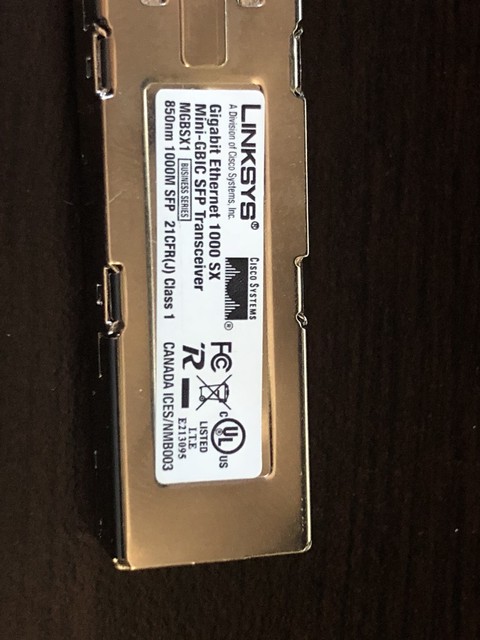 LINKSYS®
A Division of Cisco Systems, Inc.
Gigabit Ethernet 1000 SX
Mini-GBIC SFP Transceiver
MGBSX1 BUSINESS SERIES
850nm 1000M SFP 21CFR(J) Class 1
CISCO SYSTEMS
®
FC
c UL US
LISTED
I.T.E
E213095
CANADA ICES/NMB003